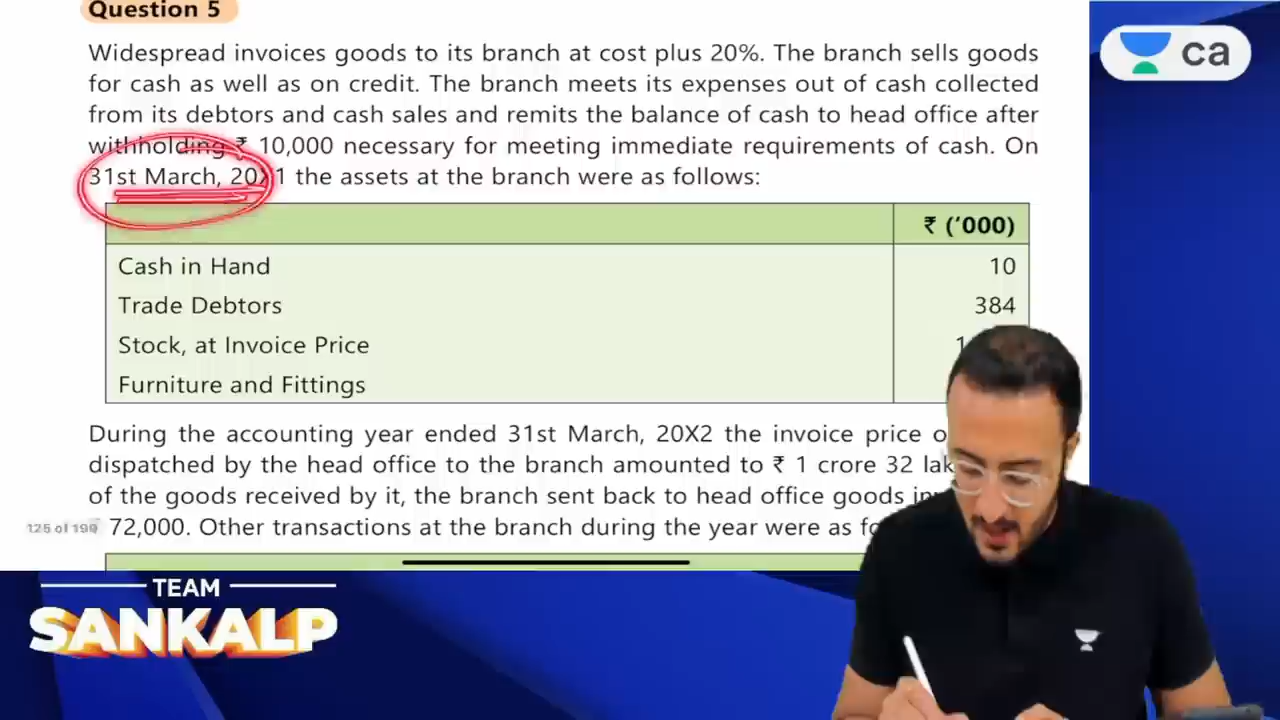 Question 5
Widespread invoices goods to its branch at cost plus 20%. The branch sells goods
for cash as well as on credit. The branch meets its expenses out of cash collected
from its debtors and cash sales and remits the balance of cash to head office after
withholding ₹ 10,000 necessary for meeting immediate requirements of cash. On
31st March, 20X1 the assets at the branch were as follows:
₹ (’000)
Cash in Hand 10
Trade Debtors 384
Stock, at Invoice Price
Furniture and Fittings
During the accounting year ended 31st March, 20X2 the invoice price
dispatched by the head office to the branch amounted to ₹ 1 crore 32
of the goods received by it, the branch sent back to head office goods
72,000. Other transactions at the branch during the year were as
125 of 199
ca
TEAM
SANKALP